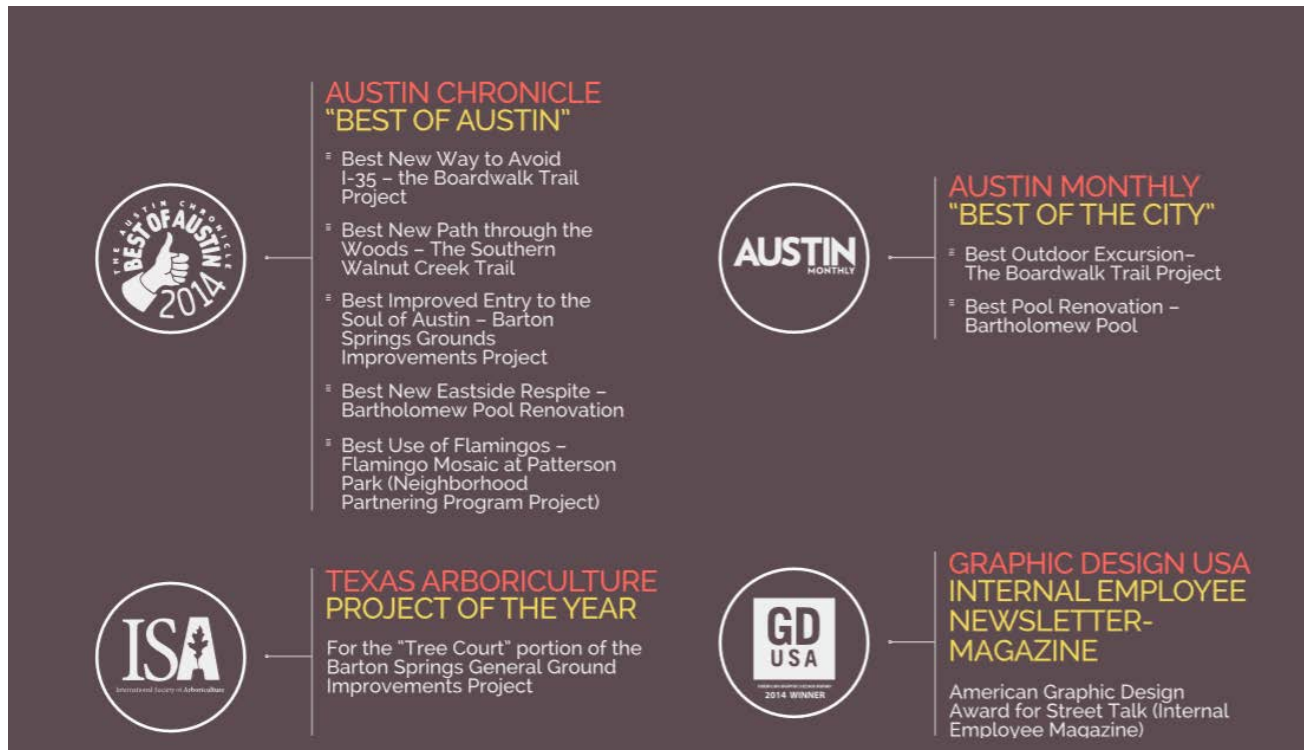 THE AUSTIN CHRONICLE
BEST OF AUSTIN
2014
AUSTIN CHRONICLE
“BEST OF AUSTIN”
Best New Way to Avoid
I-35 – the Boardwalk Trail
Project
Best New Path through the
Woods – The Southern
Walnut Creek Trail
Best Improved Entry to the
Soul of Austin – Barton
Springs Grounds
Improvements Project
Best New Eastside Respite –
Bartholomew Pool Renovation
Best Use of Flamingos –
Flamingo Mosaic at Patterson
Park (Neighborhood
Partnering Program Project)
AUSTIN
MONTHLY
AUSTIN MONTHLY
“BEST OF THE CITY”
Best Outdoor Excursion–
The Boardwalk Trail Project
Best Pool Renovation –
Bartholomew Pool
ISA
International Society of Arboriculture
TEXAS ARBORICULTURE
PROJECT OF THE YEAR
For the “Tree Court” portion of the
Barton Springs General Ground
Improvements Project
GD
USA
2014 WINNER
GRAPHIC DESIGN USA
INTERNAL EMPLOYEE
NEWSLETTER-
MAGAZINE
American Graphic Design
Award for Street Talk (Internal
Employee Magazine)